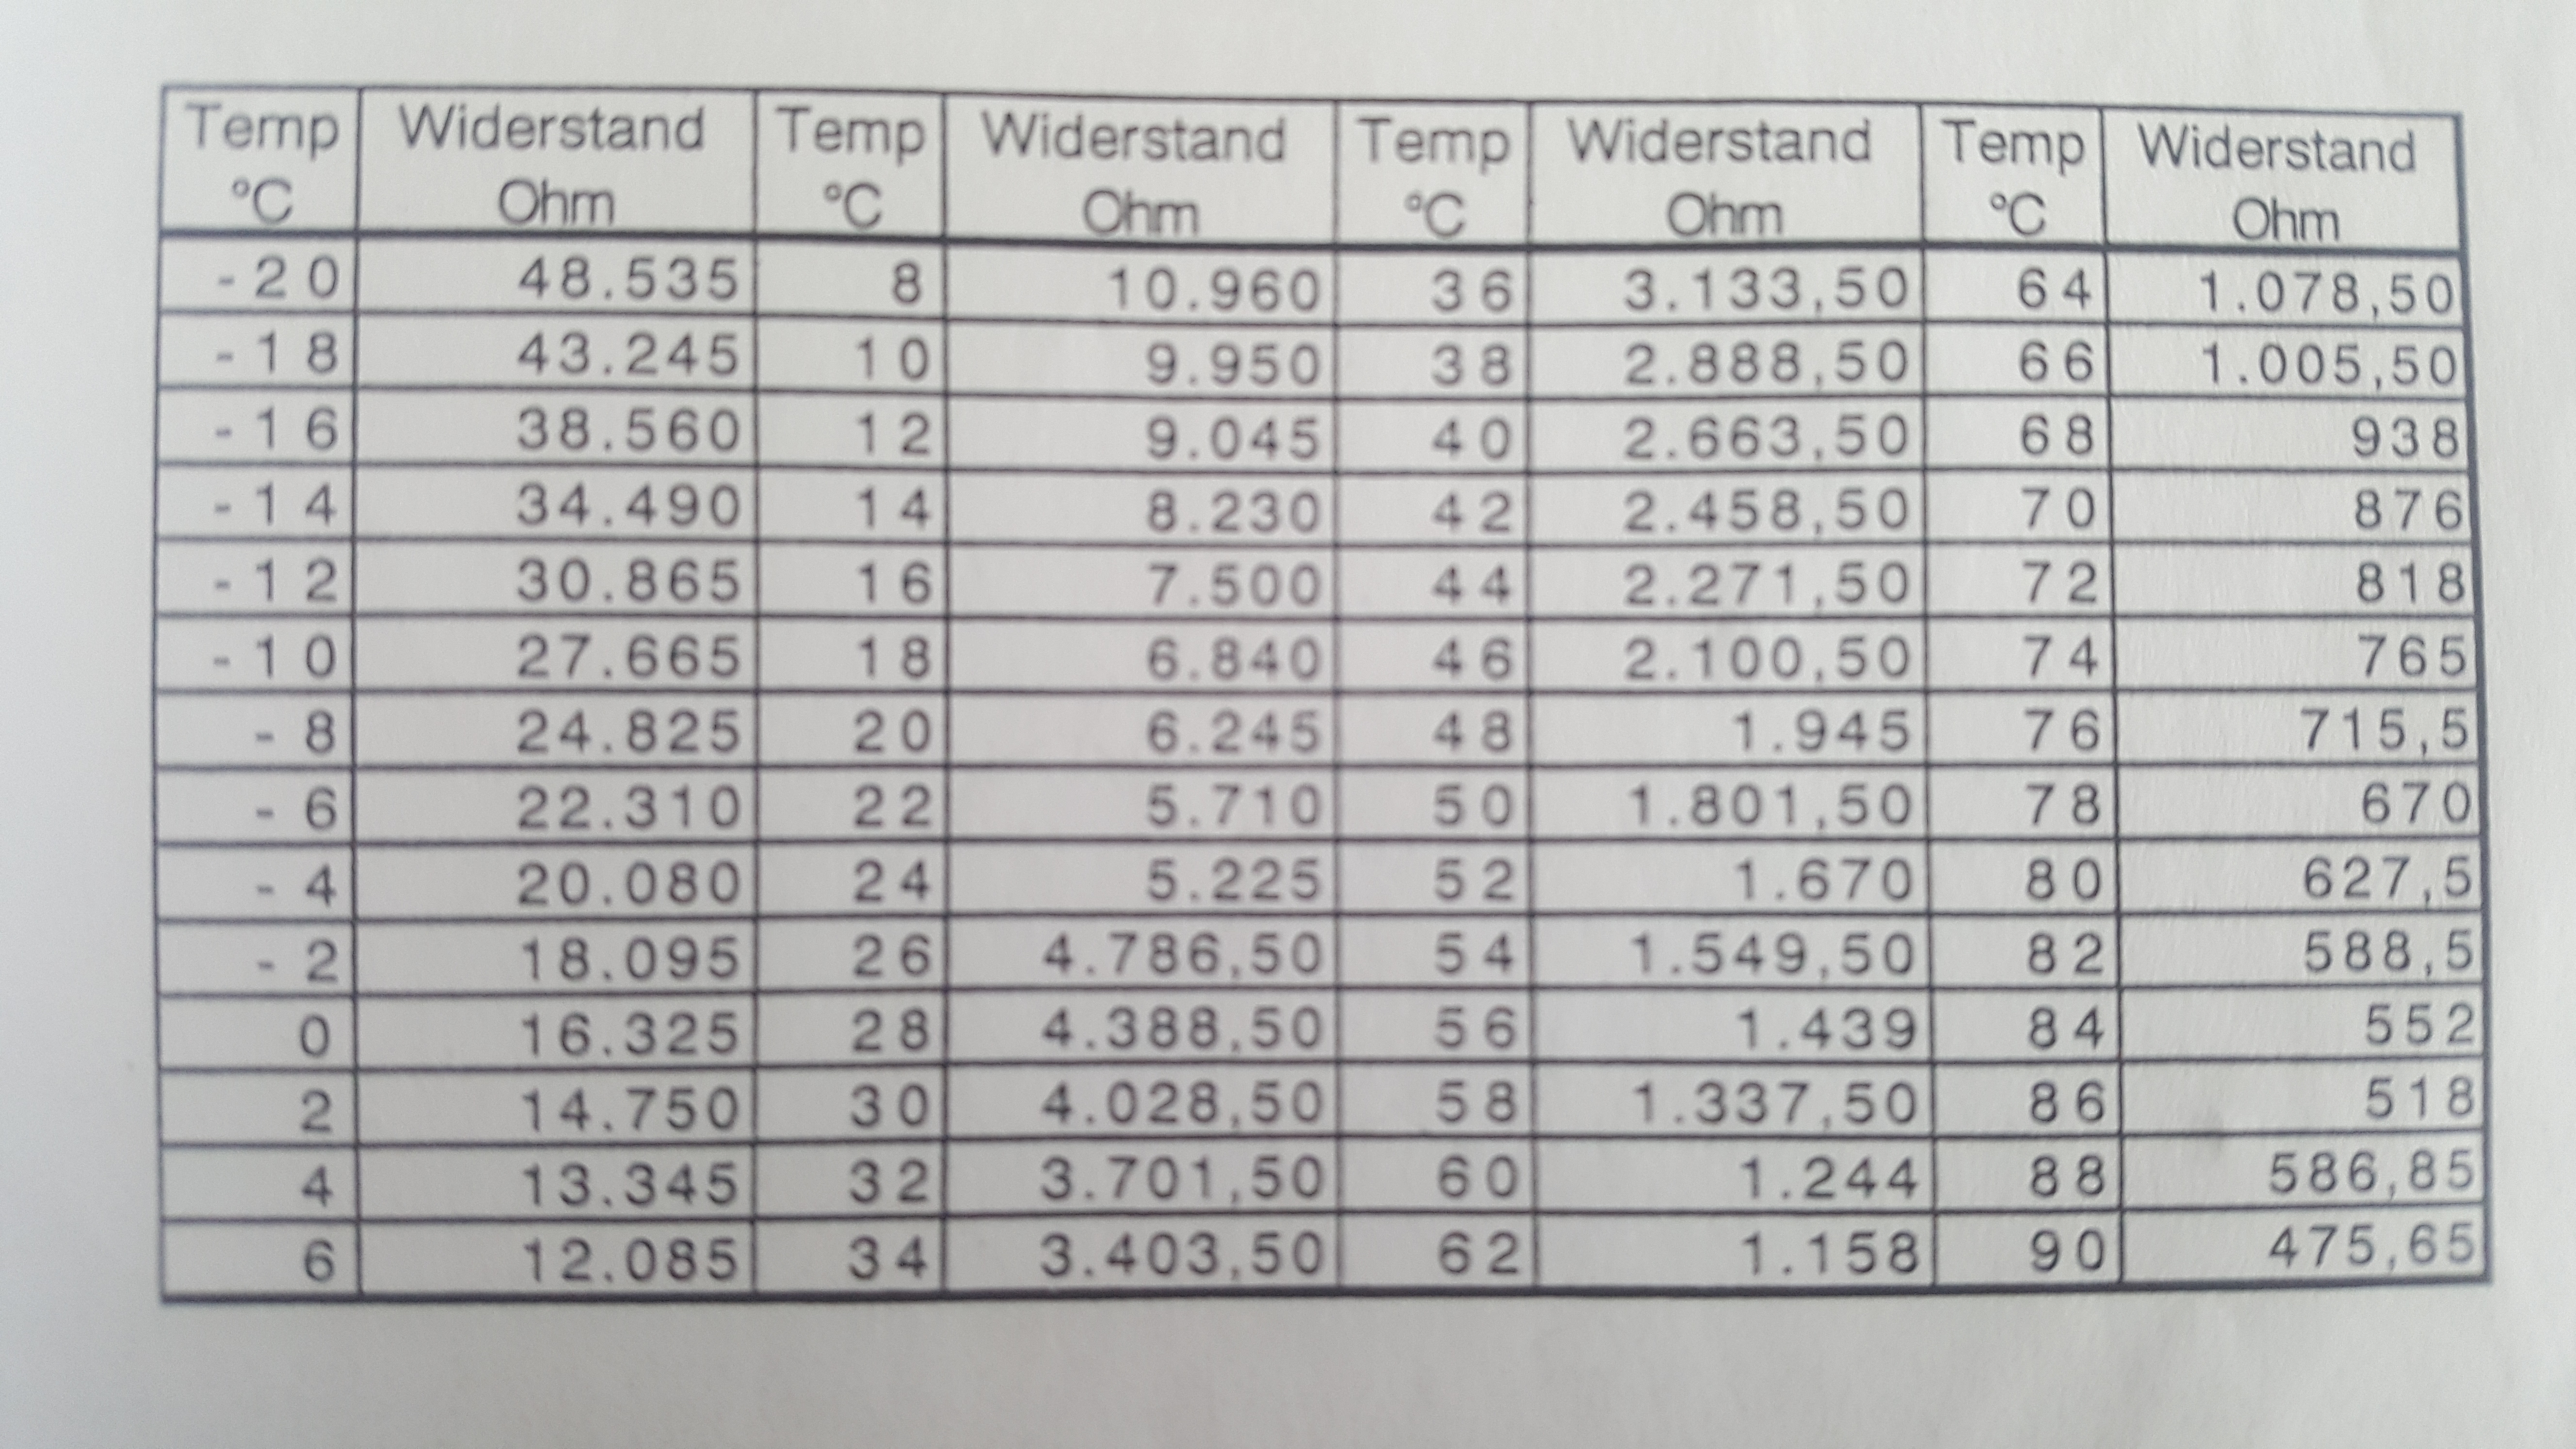 Temp Widerstand Temp Widerstand Temp Widerstand Temp Widerstand
°C Ohm °C Ohm °C Ohm °C Ohm
-20 48.535 8 10.960 36 3.133,50 64 1.078,50
-18 43.245 10 9.950 38 2.888,50 66 1.005,50
-16 38.560 12 9.045 40 2.663,50 68 938
-14 34.490 14 8.230 42 2.458,50 70 876
-12 30.865 16 7.500 44 2.271,50 72 818
-10 27.665 18 6.840 46 2.100,50 74 765
-8 24.825 20 6.245 48 1.945 76 715,5
-6 22.310 22 5.710 50 1.801,50 78 670
-4 20.080 24 5.225 52 1.670 80 627,5
-2 18.095 26 4.786,50 54 1.549,50 82 588,5
0 16.325 28 4.388,50 56 1.439 84 552
2 14.750 30 4.028,50 58 1.337,50 86 518
4 13.345 32 3.701,50 60 1.244 88 586,85
6 12.085 34 3.403,50 62 1.158 90 475,65